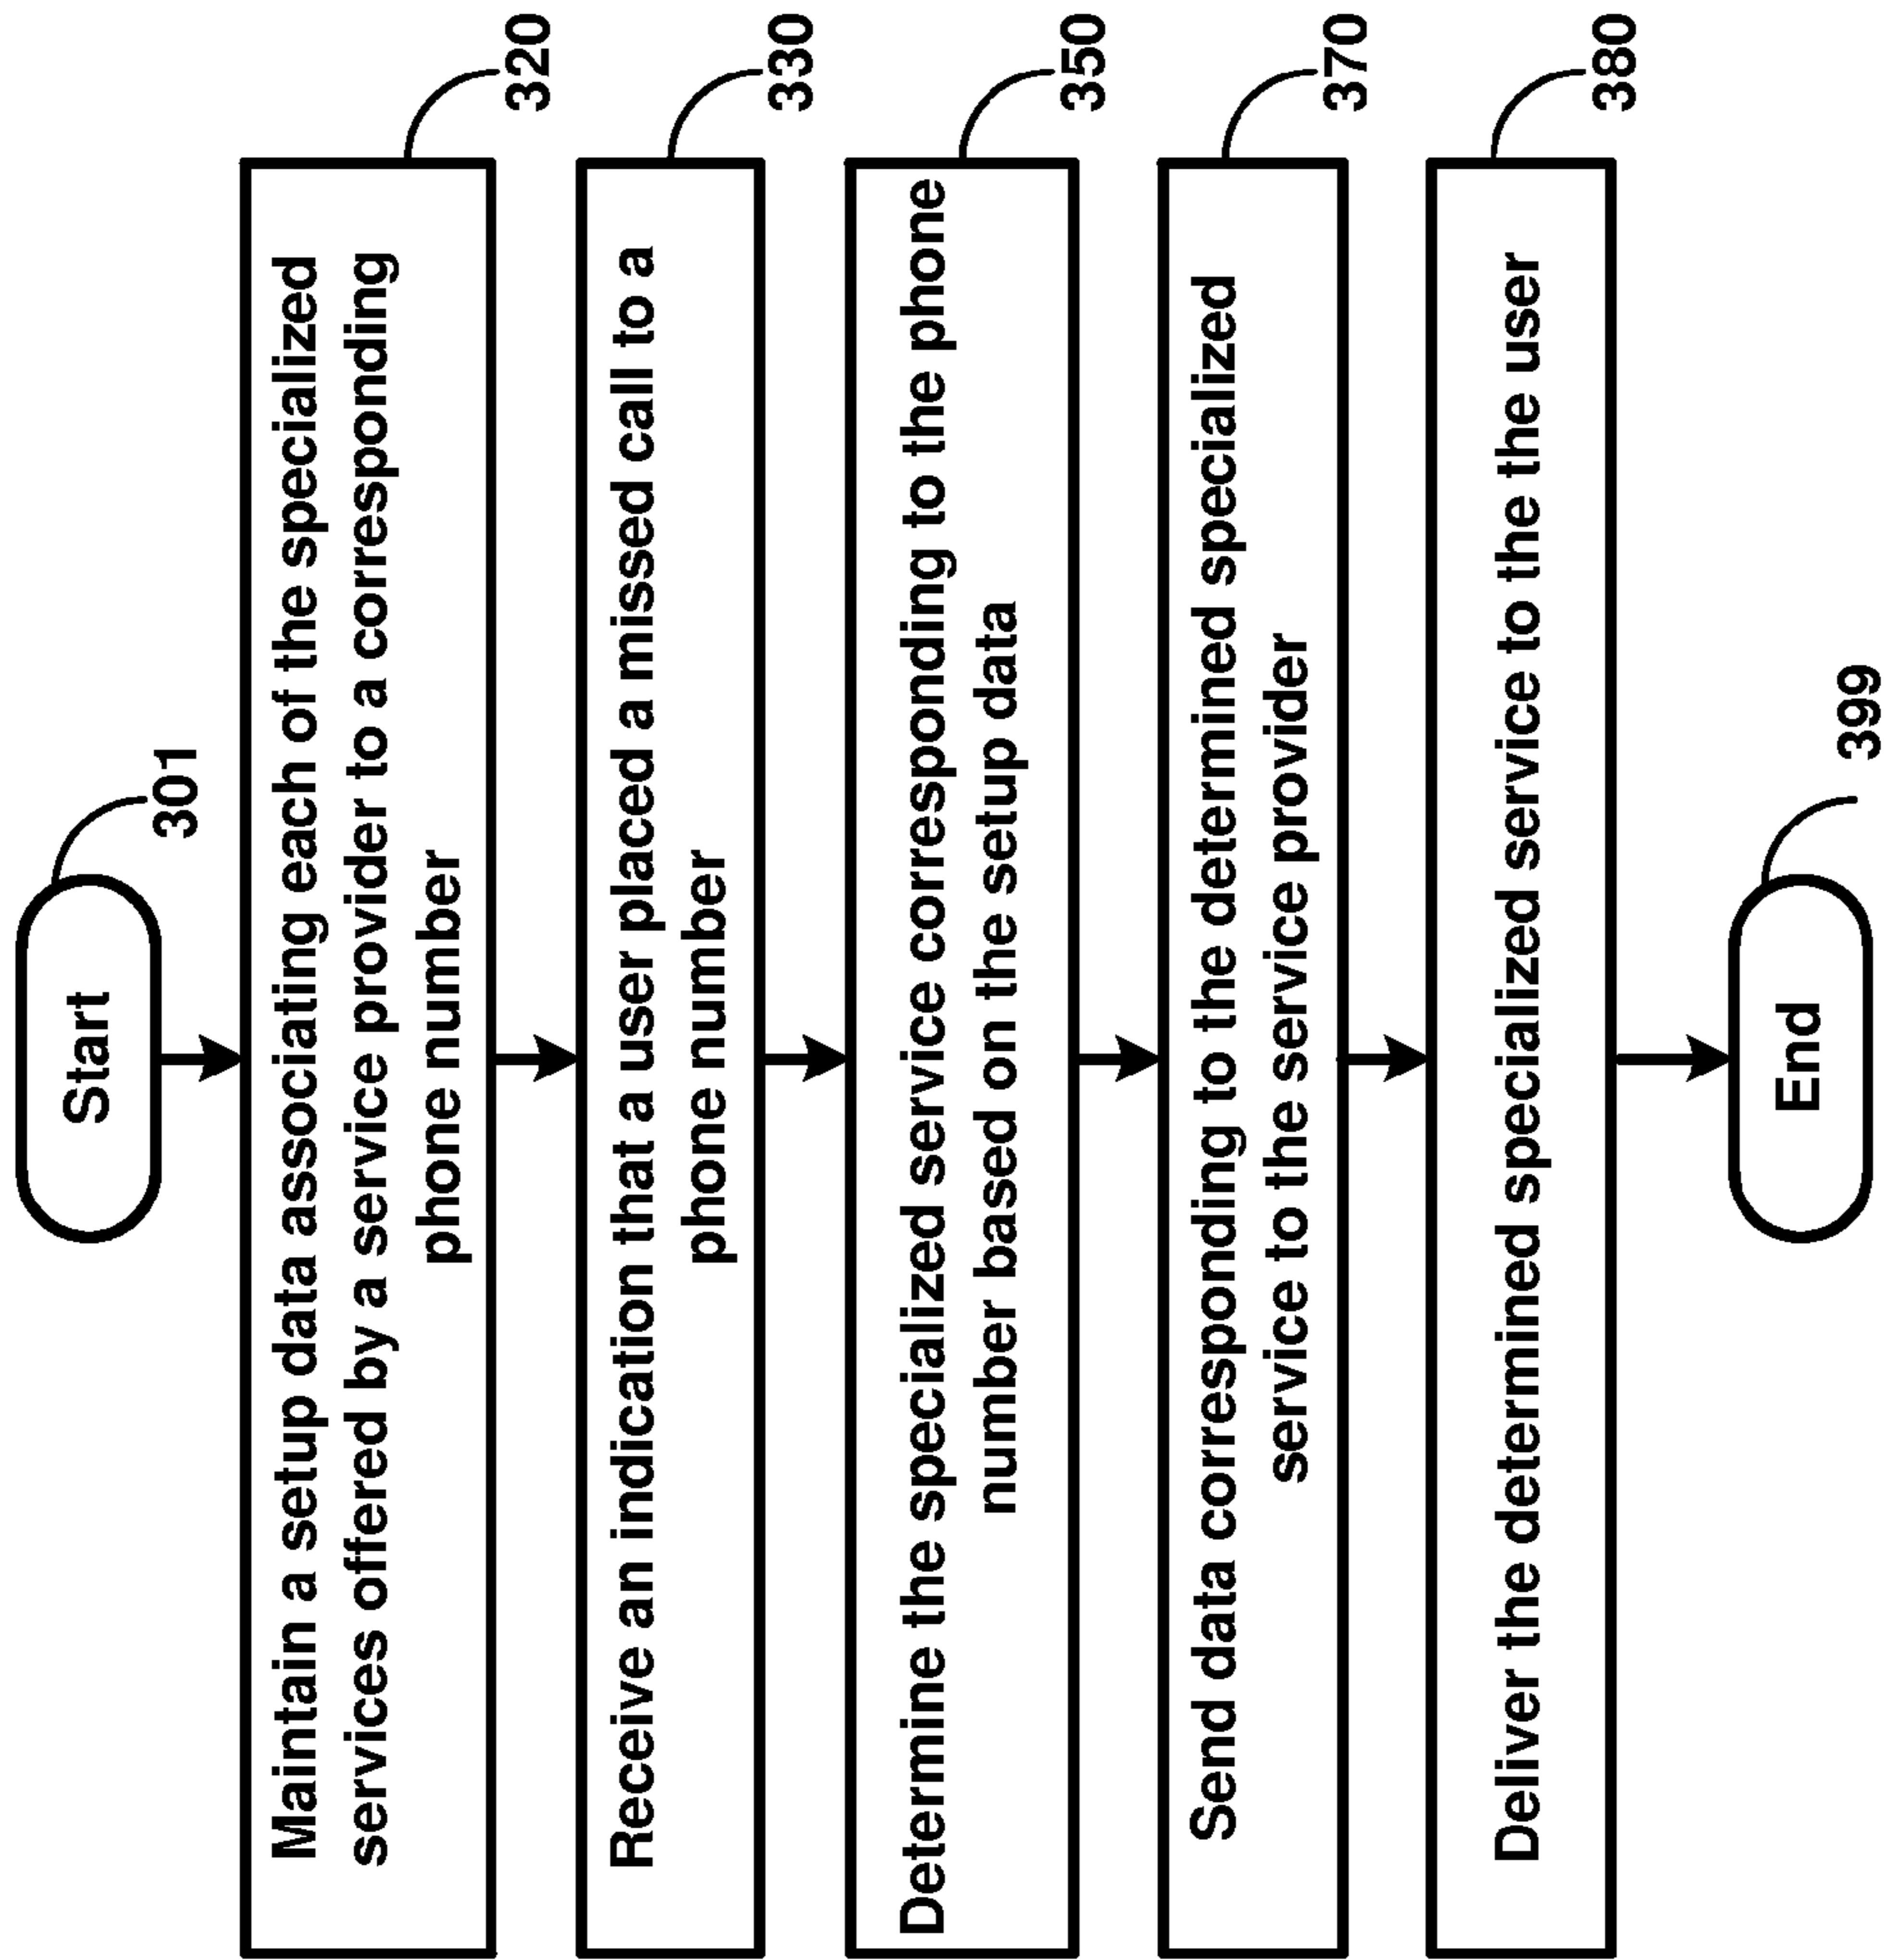 Start
301
Maintain a setup data associating each of the specialized
services offered by a service provider to a corresponding
phone number
320
Receive an indication that a user placed a missed call to a
phone number
330
Determine the specialized service corresponding to the phone
number based on the setup data
350
Send data corresponding to the determined specialized
service to the service provider
370
Deliver the determined specialized service to the the user
380
End
399